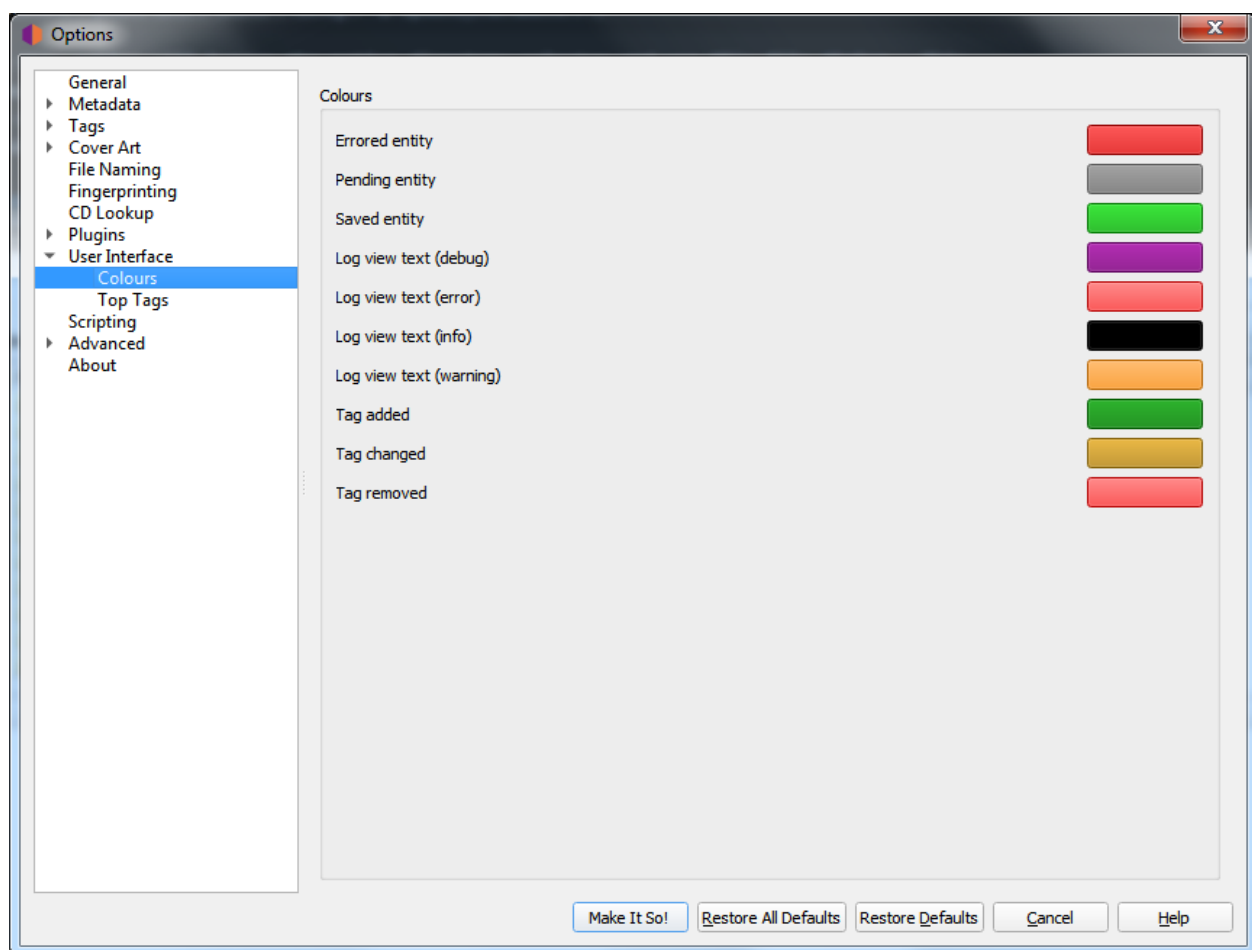 Options
General
Metadata
Tags
Cover Art
File Naming
Fingerprinting
CD Lookup
Plugins
User Interface
Colours
Top Tags
Scripting
Advanced
About
Colours
Errored entity
Pending entity
Saved entity
Log view text (debug)
Log view text (error)
Log view text (info)
Log view text (warning)
Tag added
Tag changed
Tag removed
Make It So!
Restore All Defaults
Restore Defaults
Cancel
Help